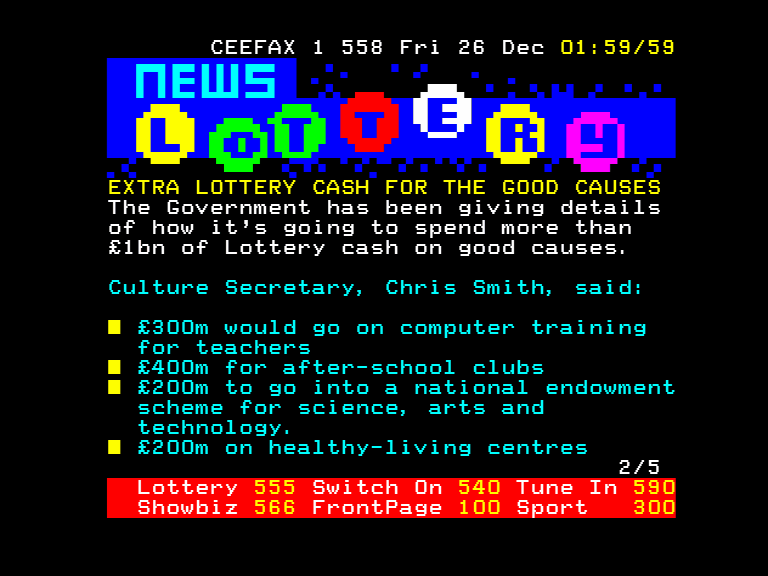 CEEFAX 1 558 Fri 26 Dec 01:59/59
NEWS
LOTTERY
EXTRA LOTTERY CASH FOR THE GOOD CAUSES
The Government has been giving details
of how it's going to spend more than
£1bn of Lottery cash on good causes.
Culture Secretary, Chris Smith, said:
£300m would go on computer training
for teachers
£400m for after-school clubs
£200m to go into a national endowment
scheme for science, arts and
technology.
£200m on healthy-living centres
2/5
Lottery 555 Switch On 540 Tune In 590
Showbiz 566 FrontPage 100 Sport 300